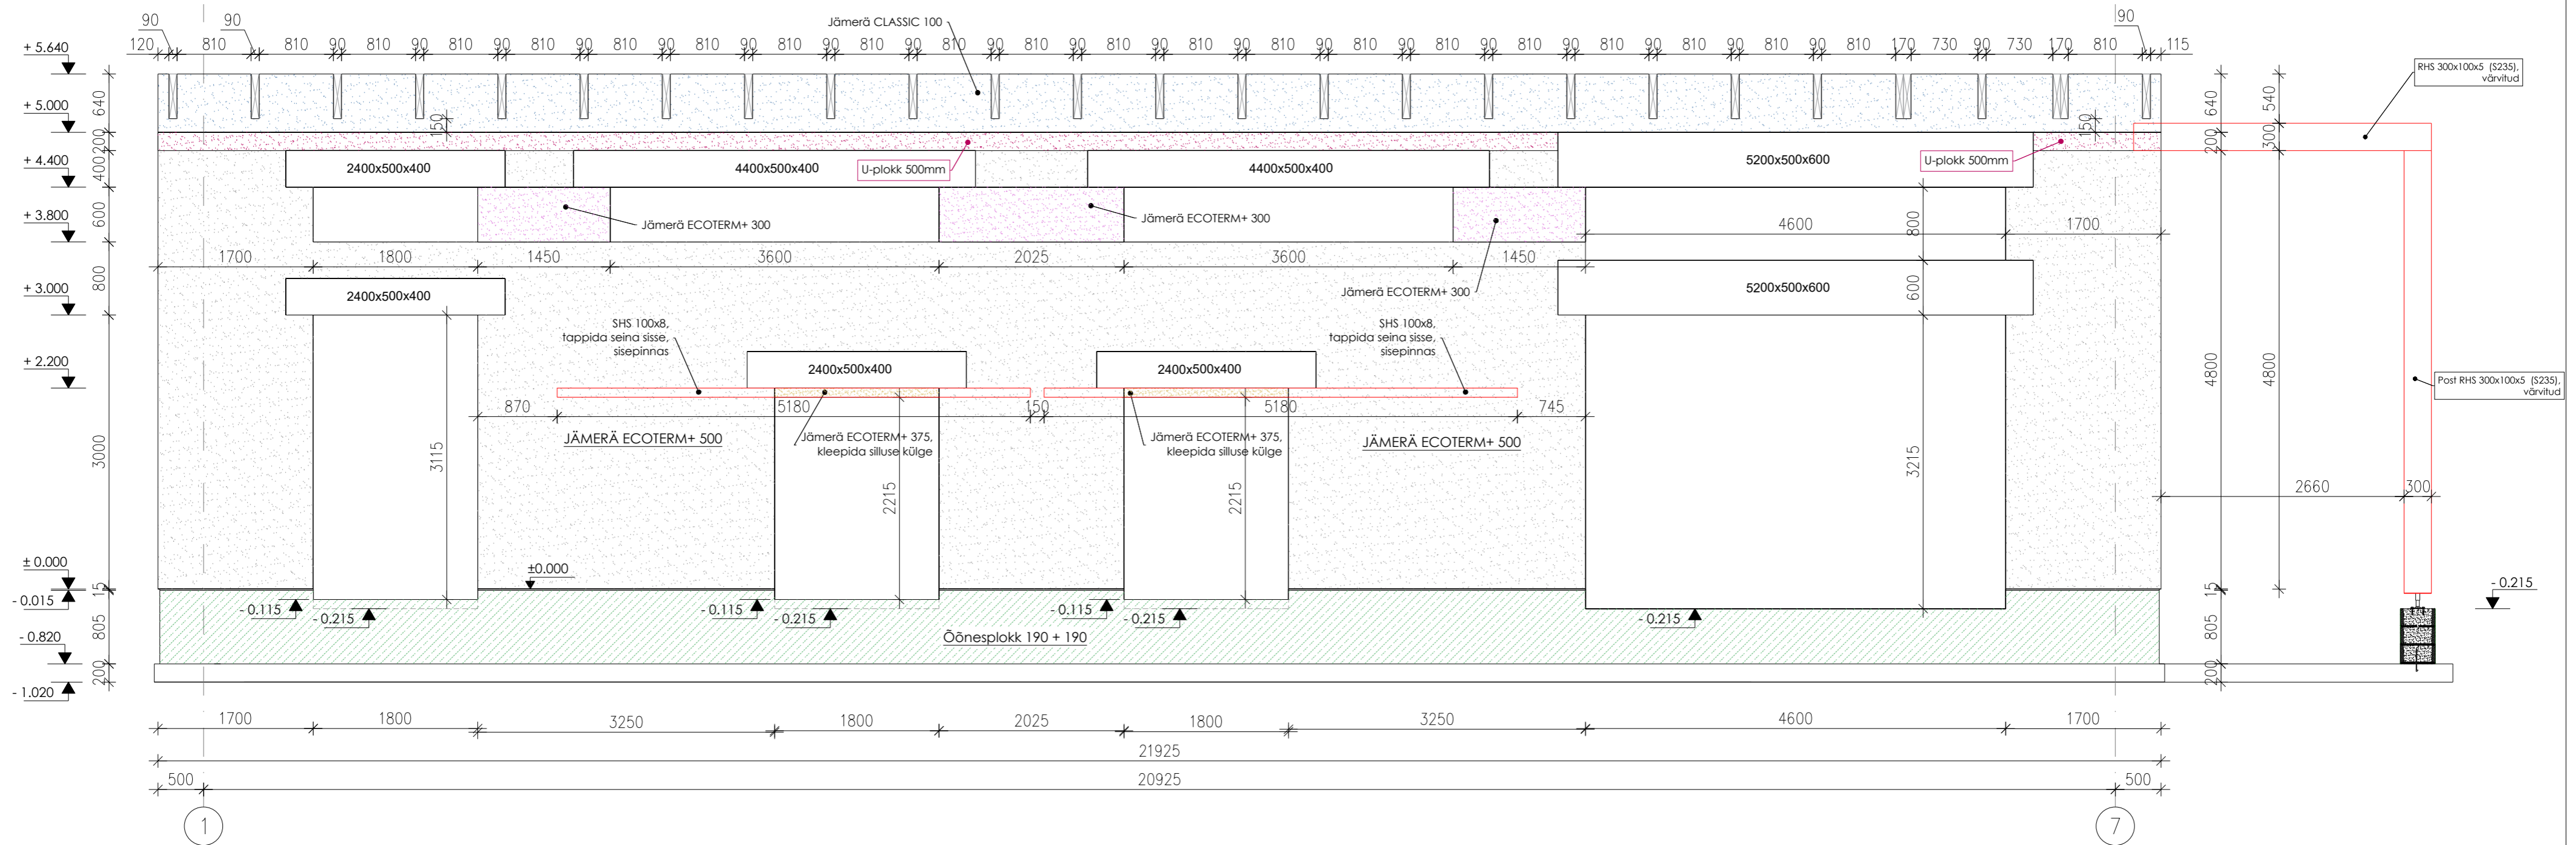 Jämerä CLASSIC 100
90 90 90
120 810 810 90 810 90 810 90 810 90 810 90 810 90 810 90 810 90 810 90 810 90 810 90 810 90 810 90 810 90 810 90 810 90 810 90 810 90 810 90 810 170 730 90 730 170 810 115
+ 5.640
+ 5.000
+ 4.400
+ 3.800
+ 3.000
+ 2.200
± 0.000
- 0.015
- 0.820
- 1.020
640
200
400
600
800
3000
15
805
200
150
150
2400x500x400
4400x500x400
U-plokk 500mm
4400x500x400
5200x500x600
U-plokk 500mm
RHS 300x100x5 (S235),
värvitud
640
200
540
300
Jämerä ECOTERM+ 300
Jämerä ECOTERM+ 300
4600 1700
800
1700 1800 1450 3600 2025 3600 1450
2400x500x400
Jämerä ECOTERM+ 300
5200x500x600
600
SHS 100x8,
tappida seina sisse,
sisepinnas
SHS 100x8,
tappida seina sisse,
sisepinnas
2400x500x400
2400x500x400
4800
4800
Post RHS 300x100x5 (S235),
värvitud
870 5180 150 5180 745
JÄMERÄ ECOTERM+ 500
Jämerä ECOTERM+ 375,
kleepida silluse külge
Jämerä ECOTERM+ 375,
kleepida silluse külge
JÄMERÄ ECOTERM+ 500
3115
2215
2215
3215
2660 300
±0.000
- 0.115
- 0.215
- 0.115
- 0.215
- 0.115
- 0.215
- 0.215
- 0.215
15
805
200
Õõnesplokk 190 + 190
1700 1800 3250 1800 2025 1800 3250 4600 1700
21925
500 20925 500
1 7